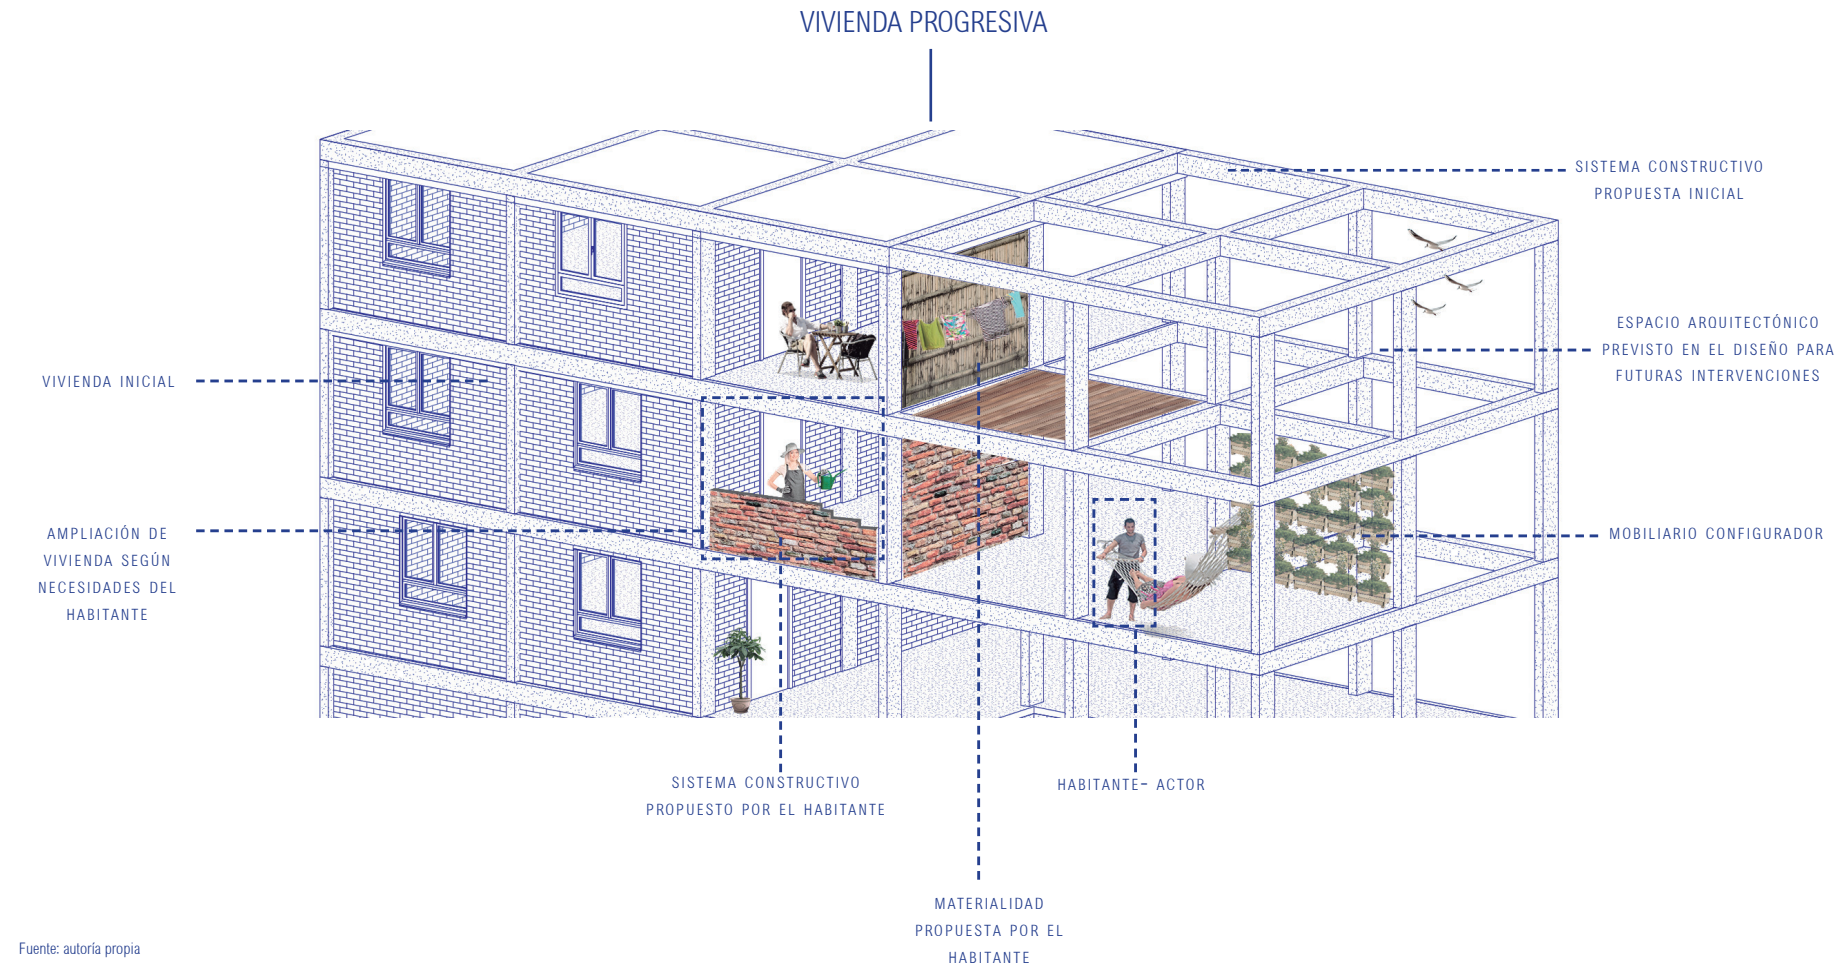 VIVIENDA PROGRESIVA
SISTEMA CONSTRUCTIVO
PROPUESTA INICIAL
ESPACIO ARQUITECTÓNICO
PREVISTO EN EL DISEÑO PARA
FUTURAS INTERVENCIONES
VIVIENDA INICIAL
AMPLIACIÓN DE
VIVIENDA SEGÚN
NECESIDADES DEL
HABITANTE
MOBILIARIO CONFIGURADOR
SISTEMA CONSTRUCTIVO
PROPUESTO POR EL HABITANTE
HABITANTE- ACTOR
MATERIALIDAD
PROPUESTA POR EL
HABITANTE
Fuente: autoría propia